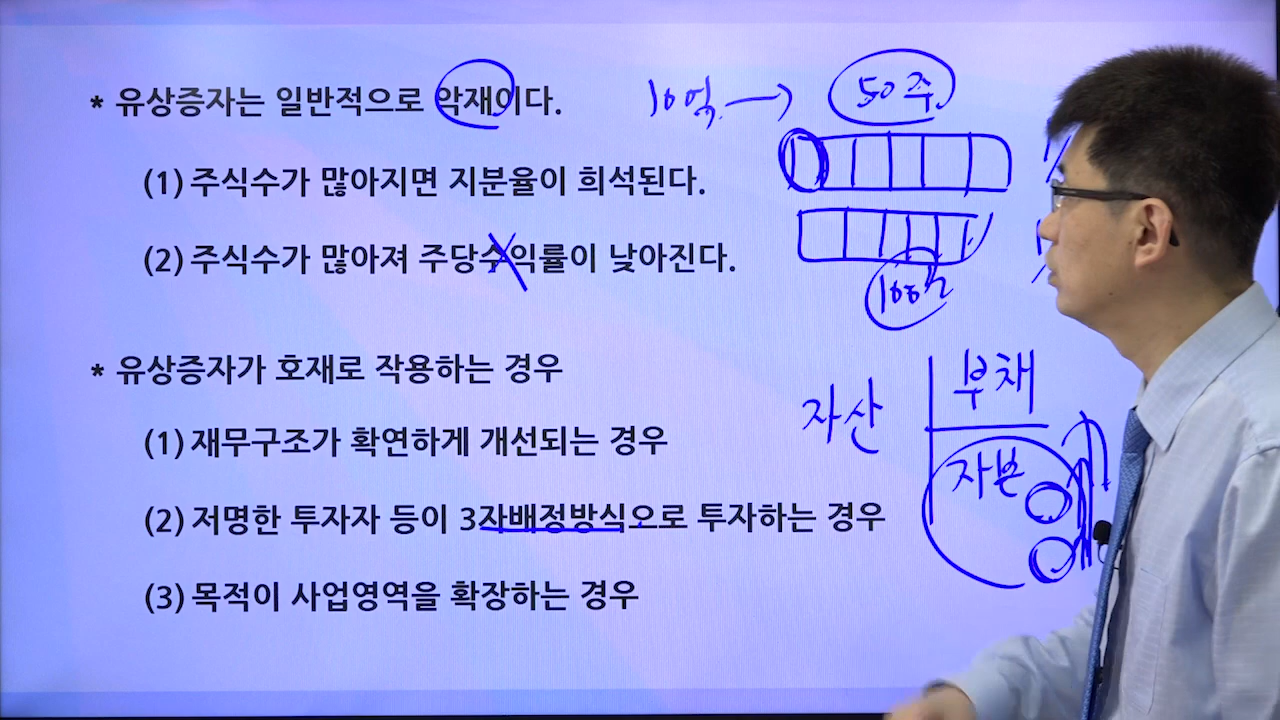 * 유상증자는 일반적으로 악재이다.
(1) 주식수가 많아지면 지분율이 희석된다.
(2) 주식수가 많아져 주당수익률이 낮아진다.
* 유상증자가 호재로 작용하는 경우
(1) 재무구조가 확연하게 개선되는 경우
(2) 저명한 투자자 등이 3자배정방식으로 투자하는 경우
(3) 목적이 사업영역을 확장하는 경우
10억 → 50주
부채
자산
자본